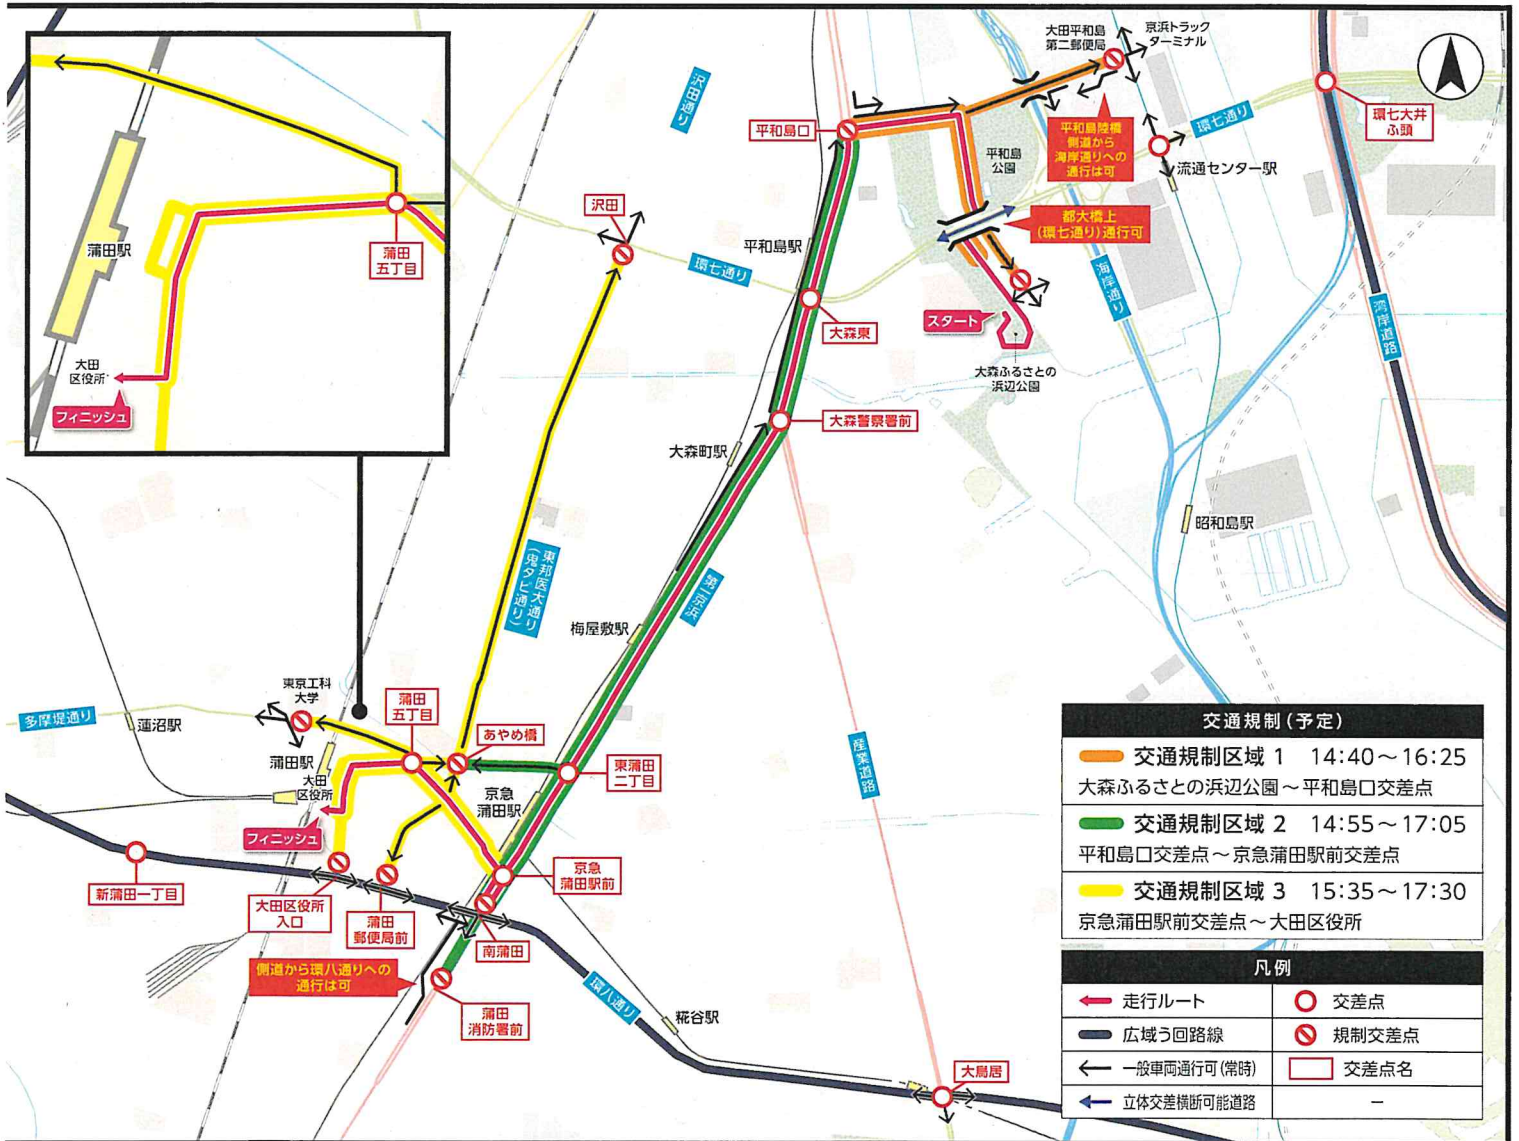 蒲田駅
蒲田
五丁目
大田
区役所
フィニッシュ
沢田通り
大田平和島
第二郵便局
京浜トラック
ターミナル
平和島口
平和島
公園
平和島陸橋
側道から
海岸通りへの
通行は可
環七通り
環七大井
ふ頭
流通センター駅
沢田
平和島駅
都大橋上
(環七通り)通行可
環七通り
海岸通り
スタート
大森東
湾岸道路
大森ふるさとの
浜辺公園
大森警察署前
大森町駅
昭和島駅
東邦医大通り
(鬼タビ通り)
第一京浜
梅屋敷駅
東京工科
大学
多摩堤通り
蓮沼駅
蒲田
五丁目
あやめ橋
蒲田駅
大田
区役所
京急
蒲田駅
東蒲田
二丁目
産業道路
フィニッシュ
京急
蒲田駅前
新蒲田一丁目
大田区役所
入口
蒲田
郵便局前
南蒲田
側道から環八通りへの
通行は可
環八通り
蒲田
消防署前
糀谷駅
大鳥居
交通規制(予定)
交通規制区域 1 14:40~16:25
大森ふるさとの浜辺公園~平和島口交差点
交通規制区域 2 14:55~17:05
平和島口交差点~京急蒲田駅前交差点
交通規制区域 3 15:35~17:30
京急蒲田駅前交差点~大田区役所
凡例
走行ルート 交差点
広域う回路線 規制交差点
一般車両通行可(常時) 交差点名
立体交差横断可能道路 −